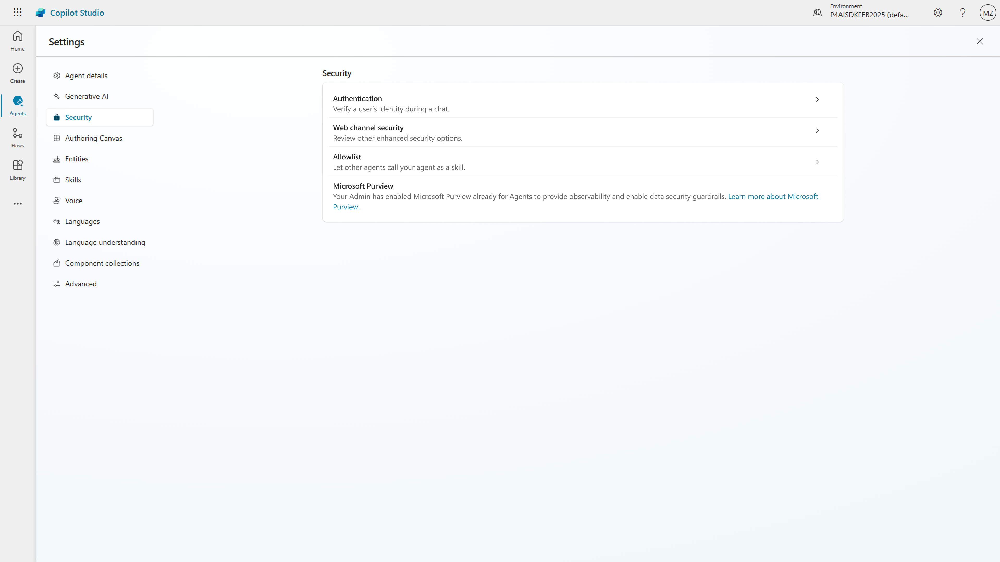 Copilot Studio
Environment
P4AISDKFEB2025 (defa...
MZ
Home
Create
Agents
Flows
Library
Settings
Agent details
Generative AI
Security
Authoring Canvas
Entities
Skills
Voice
Languages
Language understanding
Component collections
Advanced
Security
Authentication
Verify a user's identity during a chat.
Web channel security
Review other enhanced security options.
Allowlist
Let other agents call your agent as a skill.
Microsoft Purview
Your Admin has enabled Microsoft Purview already for Agents to provide observability and enable data security guardrails. Learn more about Microsoft
Purview.